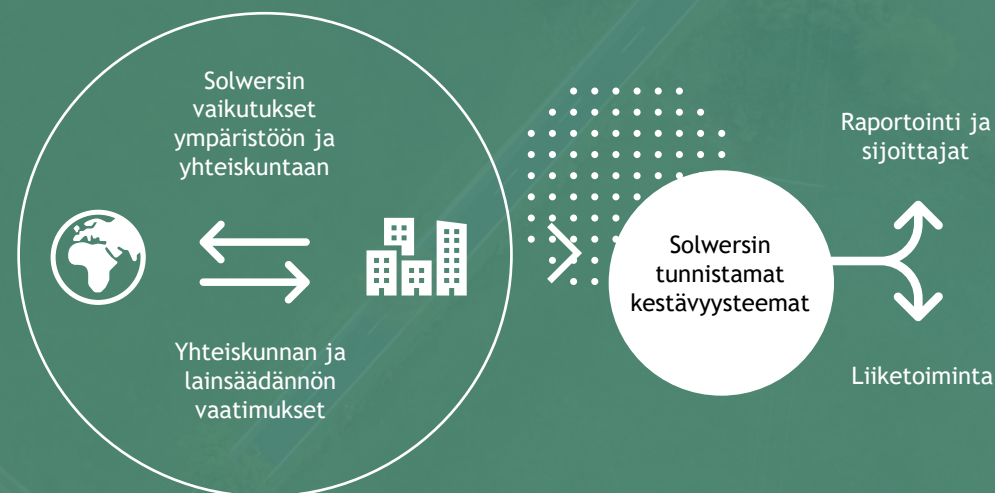 Solwersin
vaikutukset
ympäristöön ja
yhteiskuntaan
Yhteiskunnan ja
lainsäädännön
vaatimukset
Solwersin
tunnistamat
kestävyysteemat
Raportointi ja
sijoittajat
Liiketoiminta